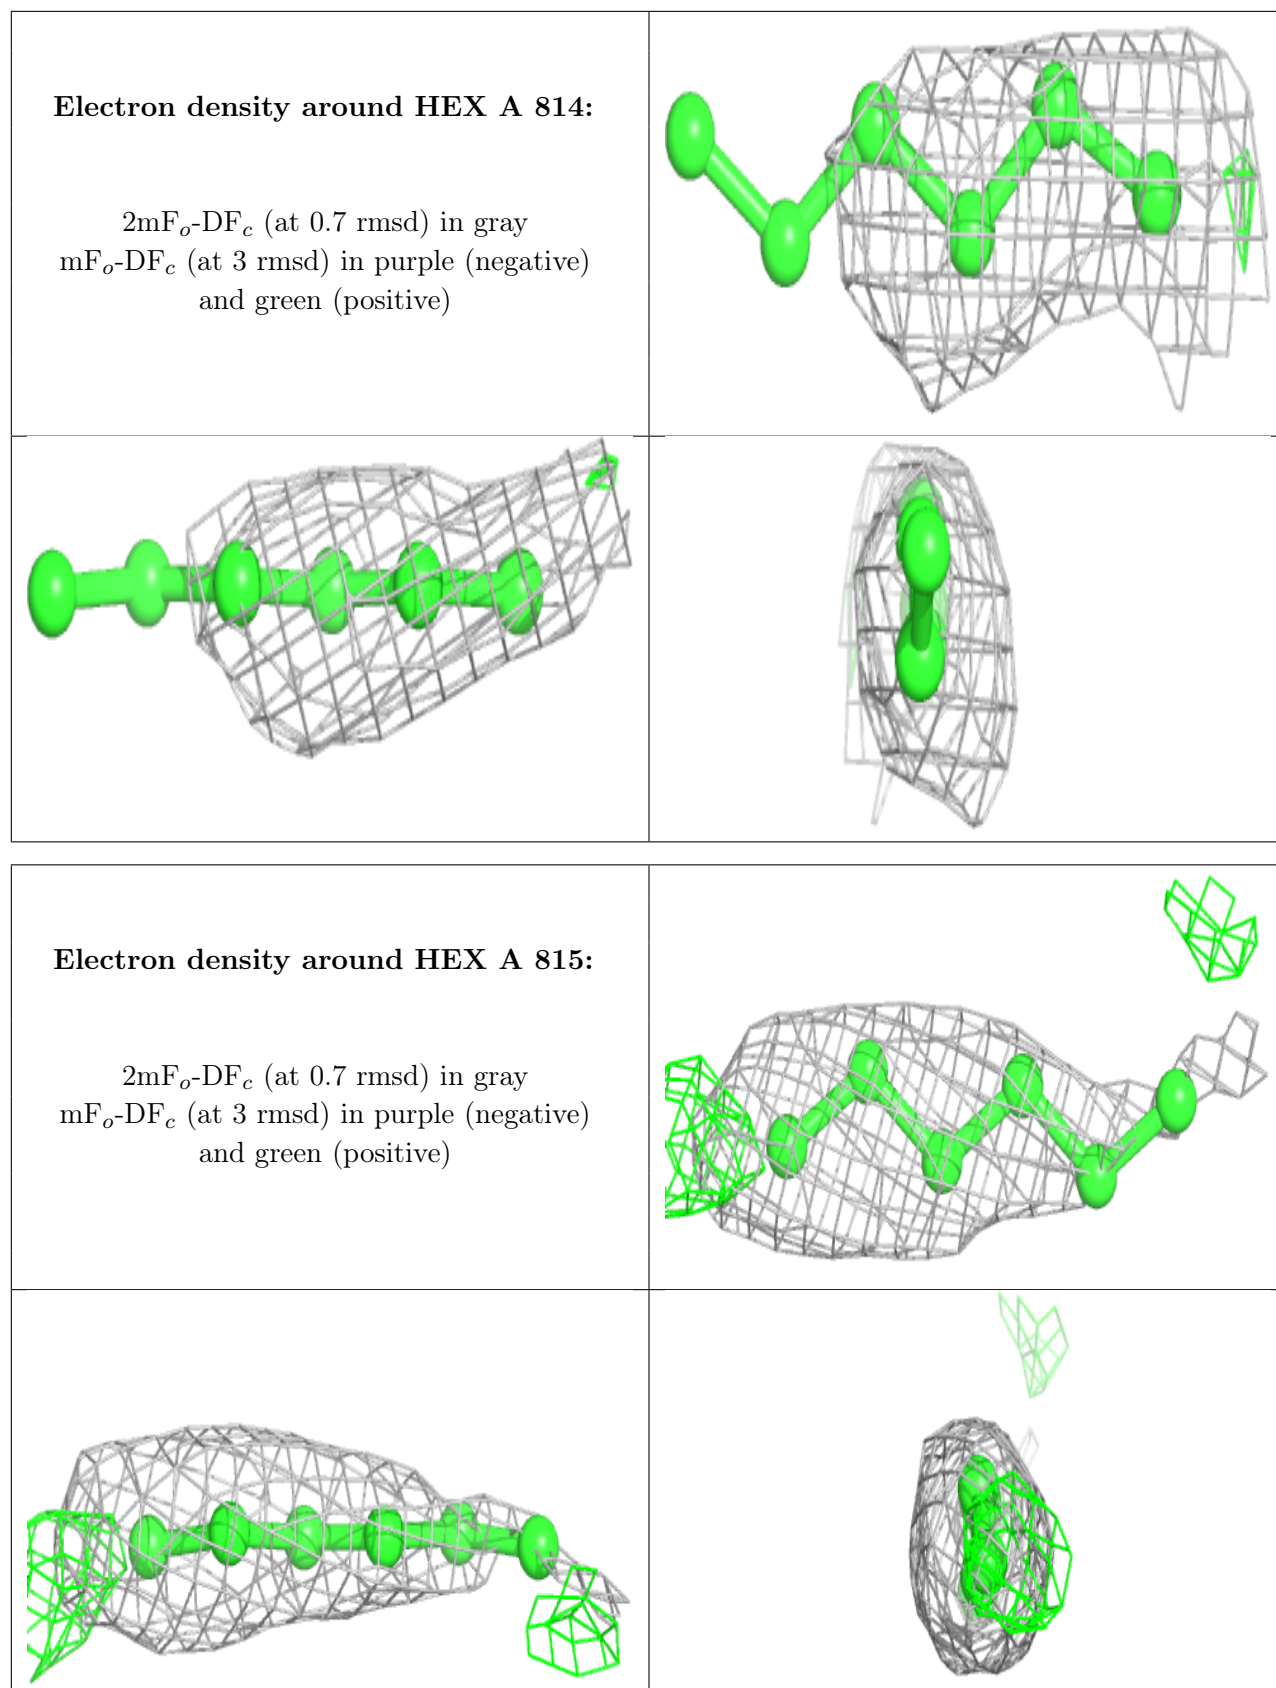 Electron density around HEX A 814:
2mFo-DFc (at 0.7 rmsd) in gray
mFo-DFc (at 3 rmsd) in purple (negative)
and green (positive)
Electron density around HEX A 815:
2mFo-DFc (at 0.7 rmsd) in gray
mFo-DFc (at 3 rmsd) in purple (negative)
and green (positive)